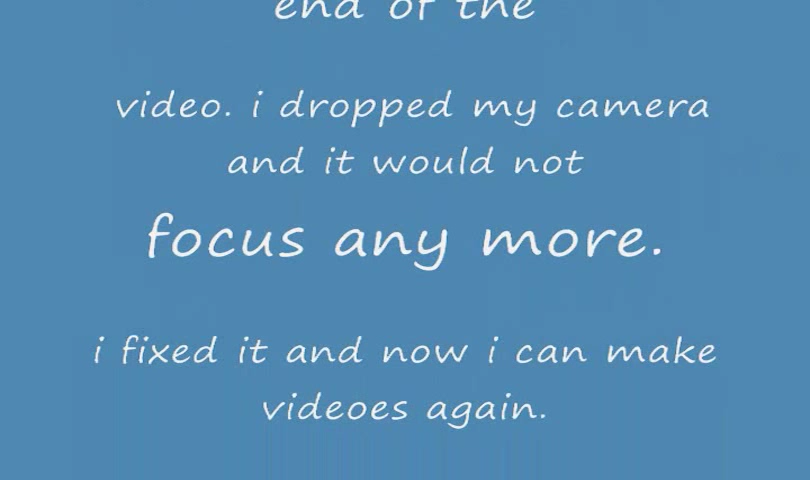 end of the
video. i dropped my camera
and it would not
focus any more.
i fixed it and now i can make
videoes again.